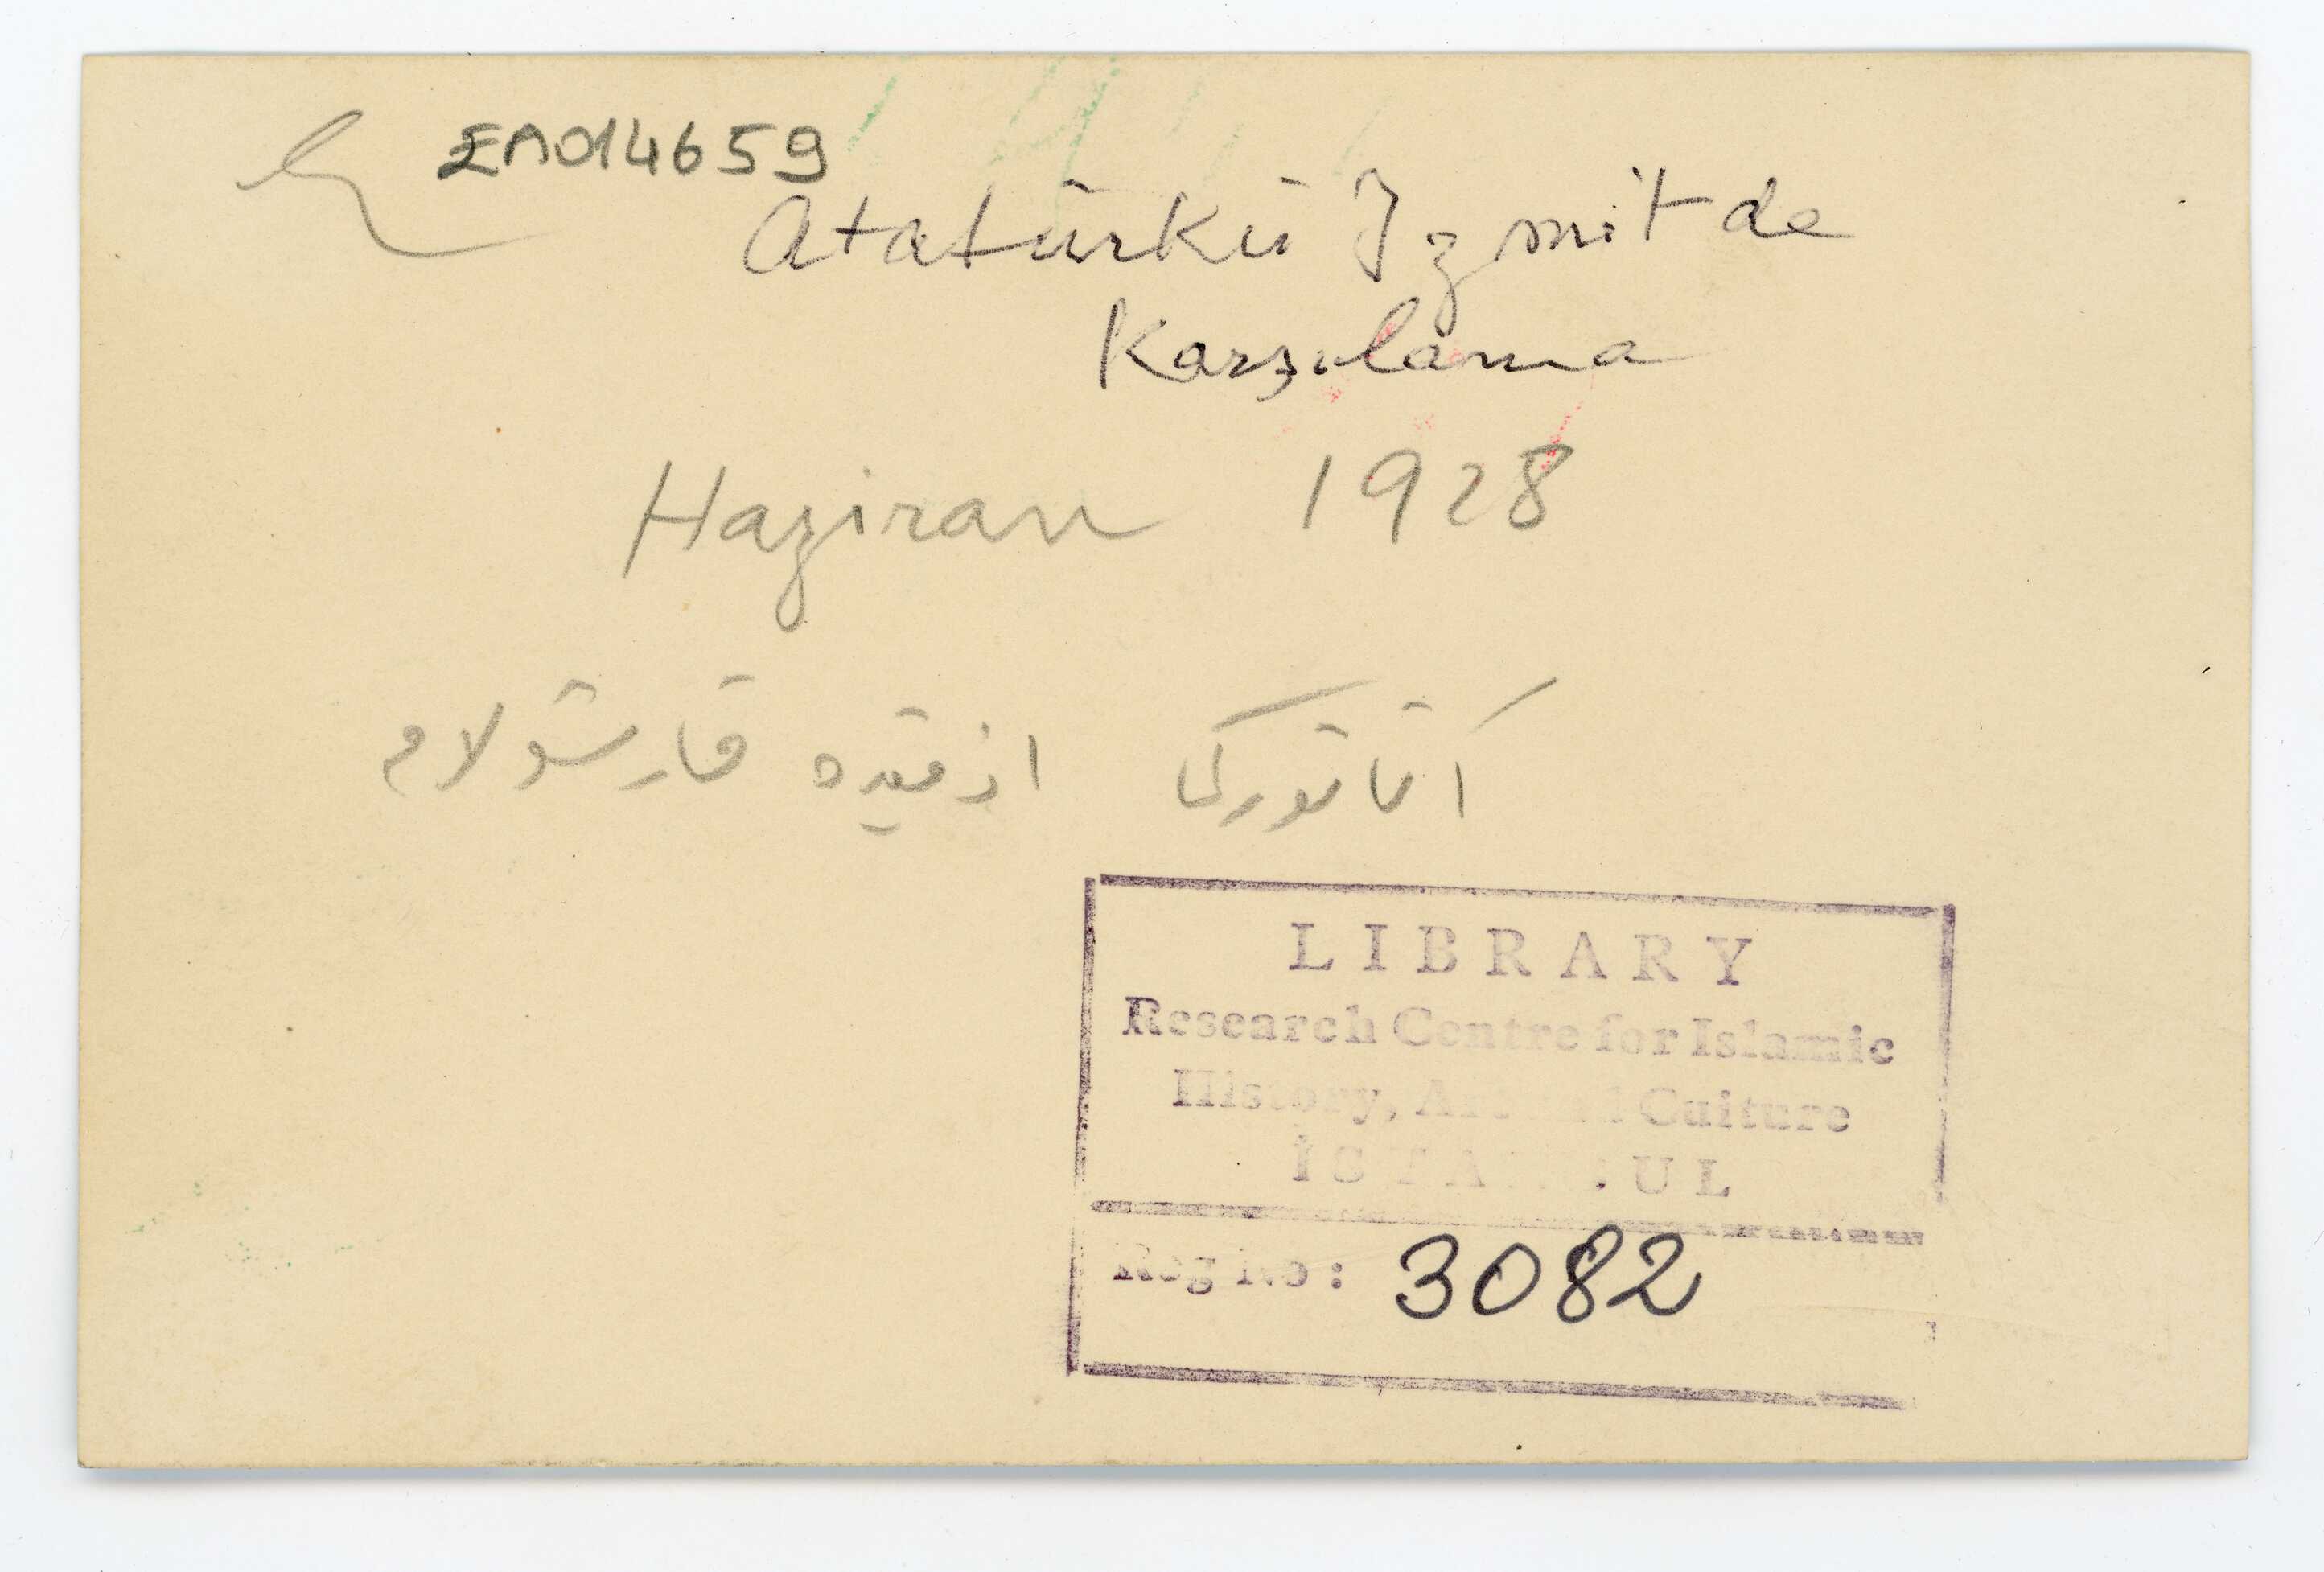 EA014659
Atatürkü İzmitde
Karşılama
Haziran 1928
اتاتوركى ازمیده قارشولام
LIBRARY
Research Centre for Islamic
History, Art and Culture
İSTANBUL
Reg No: 3082